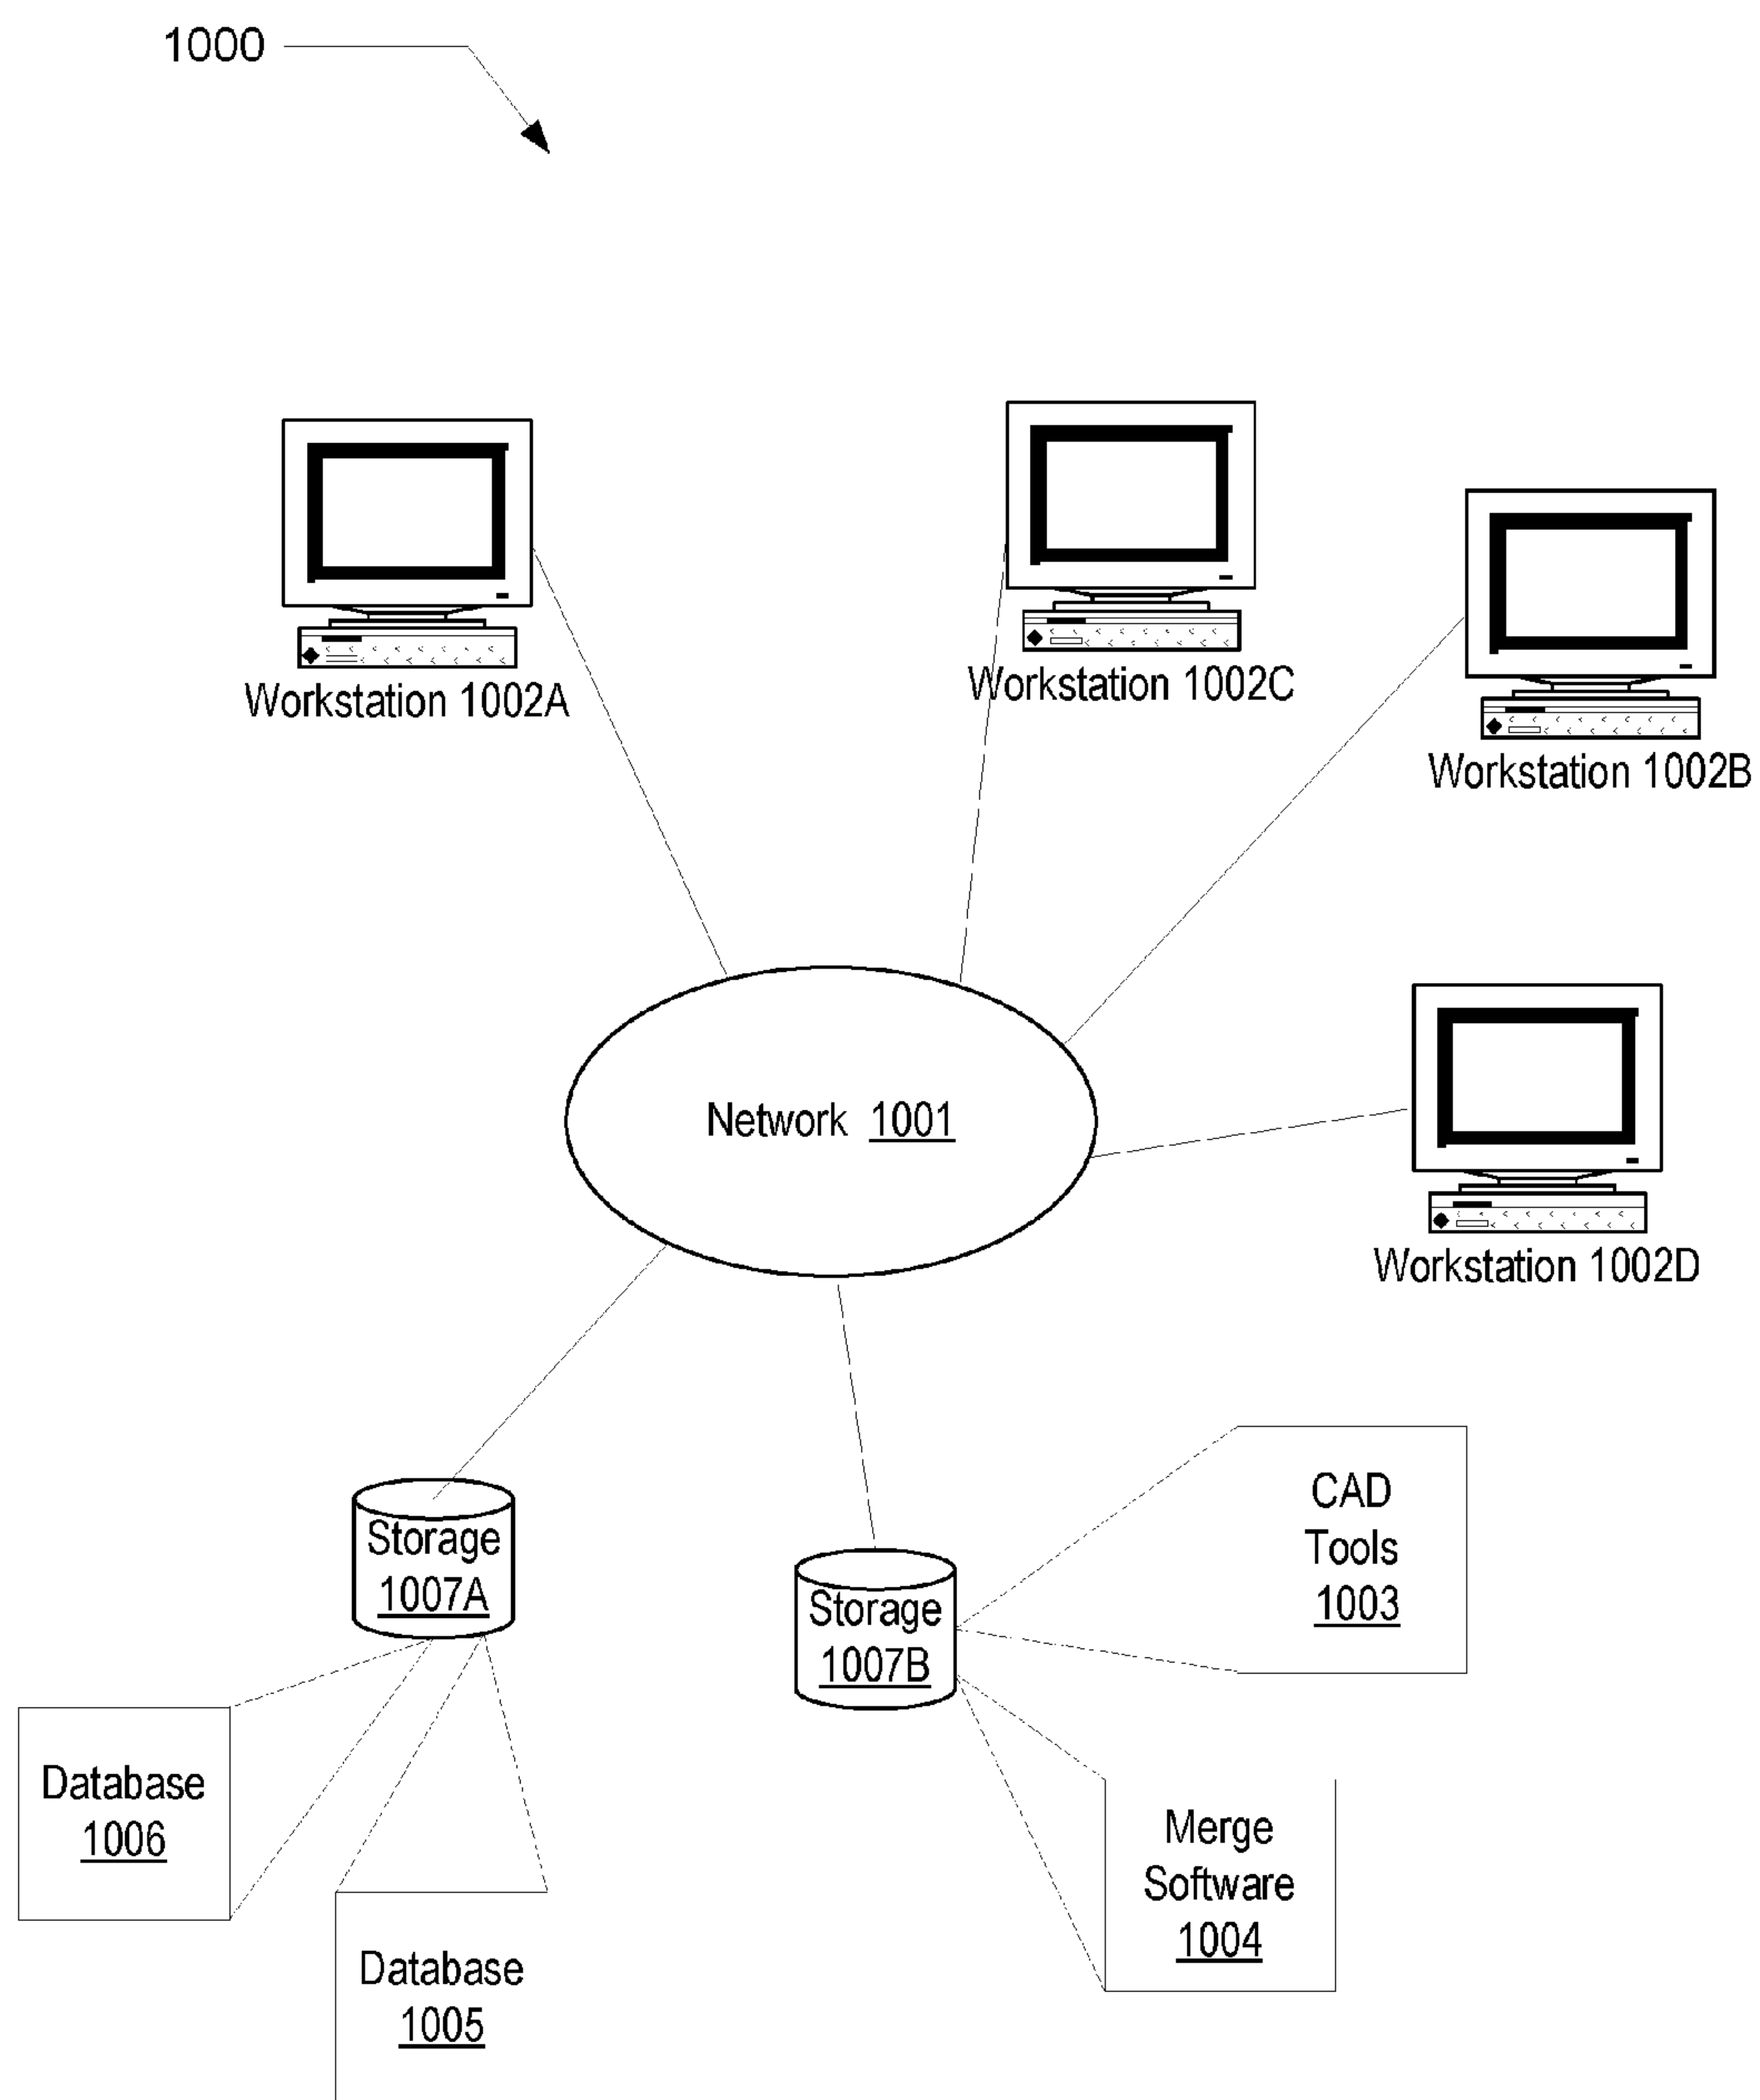 1000
Workstation 1002A
Workstation 1002C
Workstation 1002B
Network 1001
Workstation 1002D
Storage
1007A
Storage
1007B
CAD
Tools
1003
Database
1006
Merge
Software
1004
Database
1005